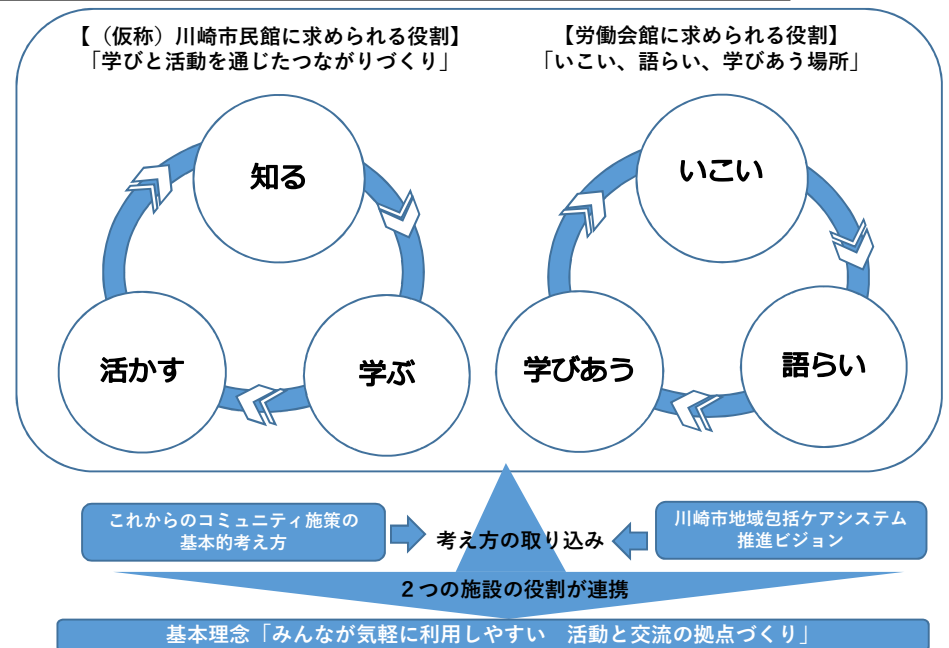 【（仮称）川崎市民館に求められる役割】
「学びと活動を通じたつながりづくり」
知る
活かす
学ぶ
【労働会館に求められる役割】
「いこい、語らい、学びあう場所」
いこい
学びあう
語らい
これからのコミュニティ施策の
基本的考え方
考え方の取り込み
川崎市地域包括ケアシステム
推進ビジョン
２つの施設の役割が連携
基本理念「みんなが気軽に利用しやすい　活動と交流の拠点づくり」